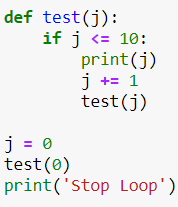 def test(j):
    if j <= 10:
        print(j)
        j += 1
        test(j)

j = 0
test(0)
print('Stop Loop')